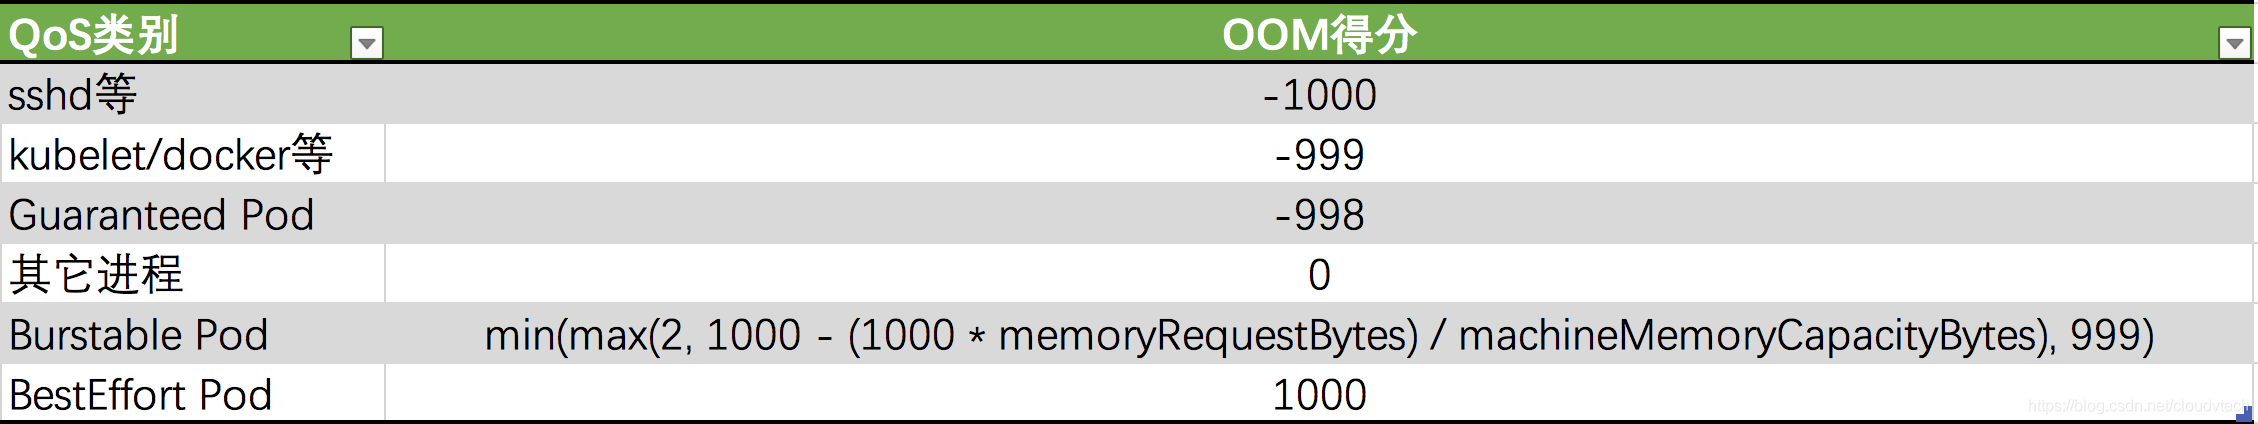 QoS类别 OOM得分
sshd等 -1000
kubelet/docker等 -999
Guaranteed Pod -998
其它进程 0
Burstable Pod min(max(2, 1000 - (1000 * memoryRequestBytes) / machineMemoryCapacityBytes), 999)
BestEffort Pod 1000
https://blog.csdn.net/cloudvtech